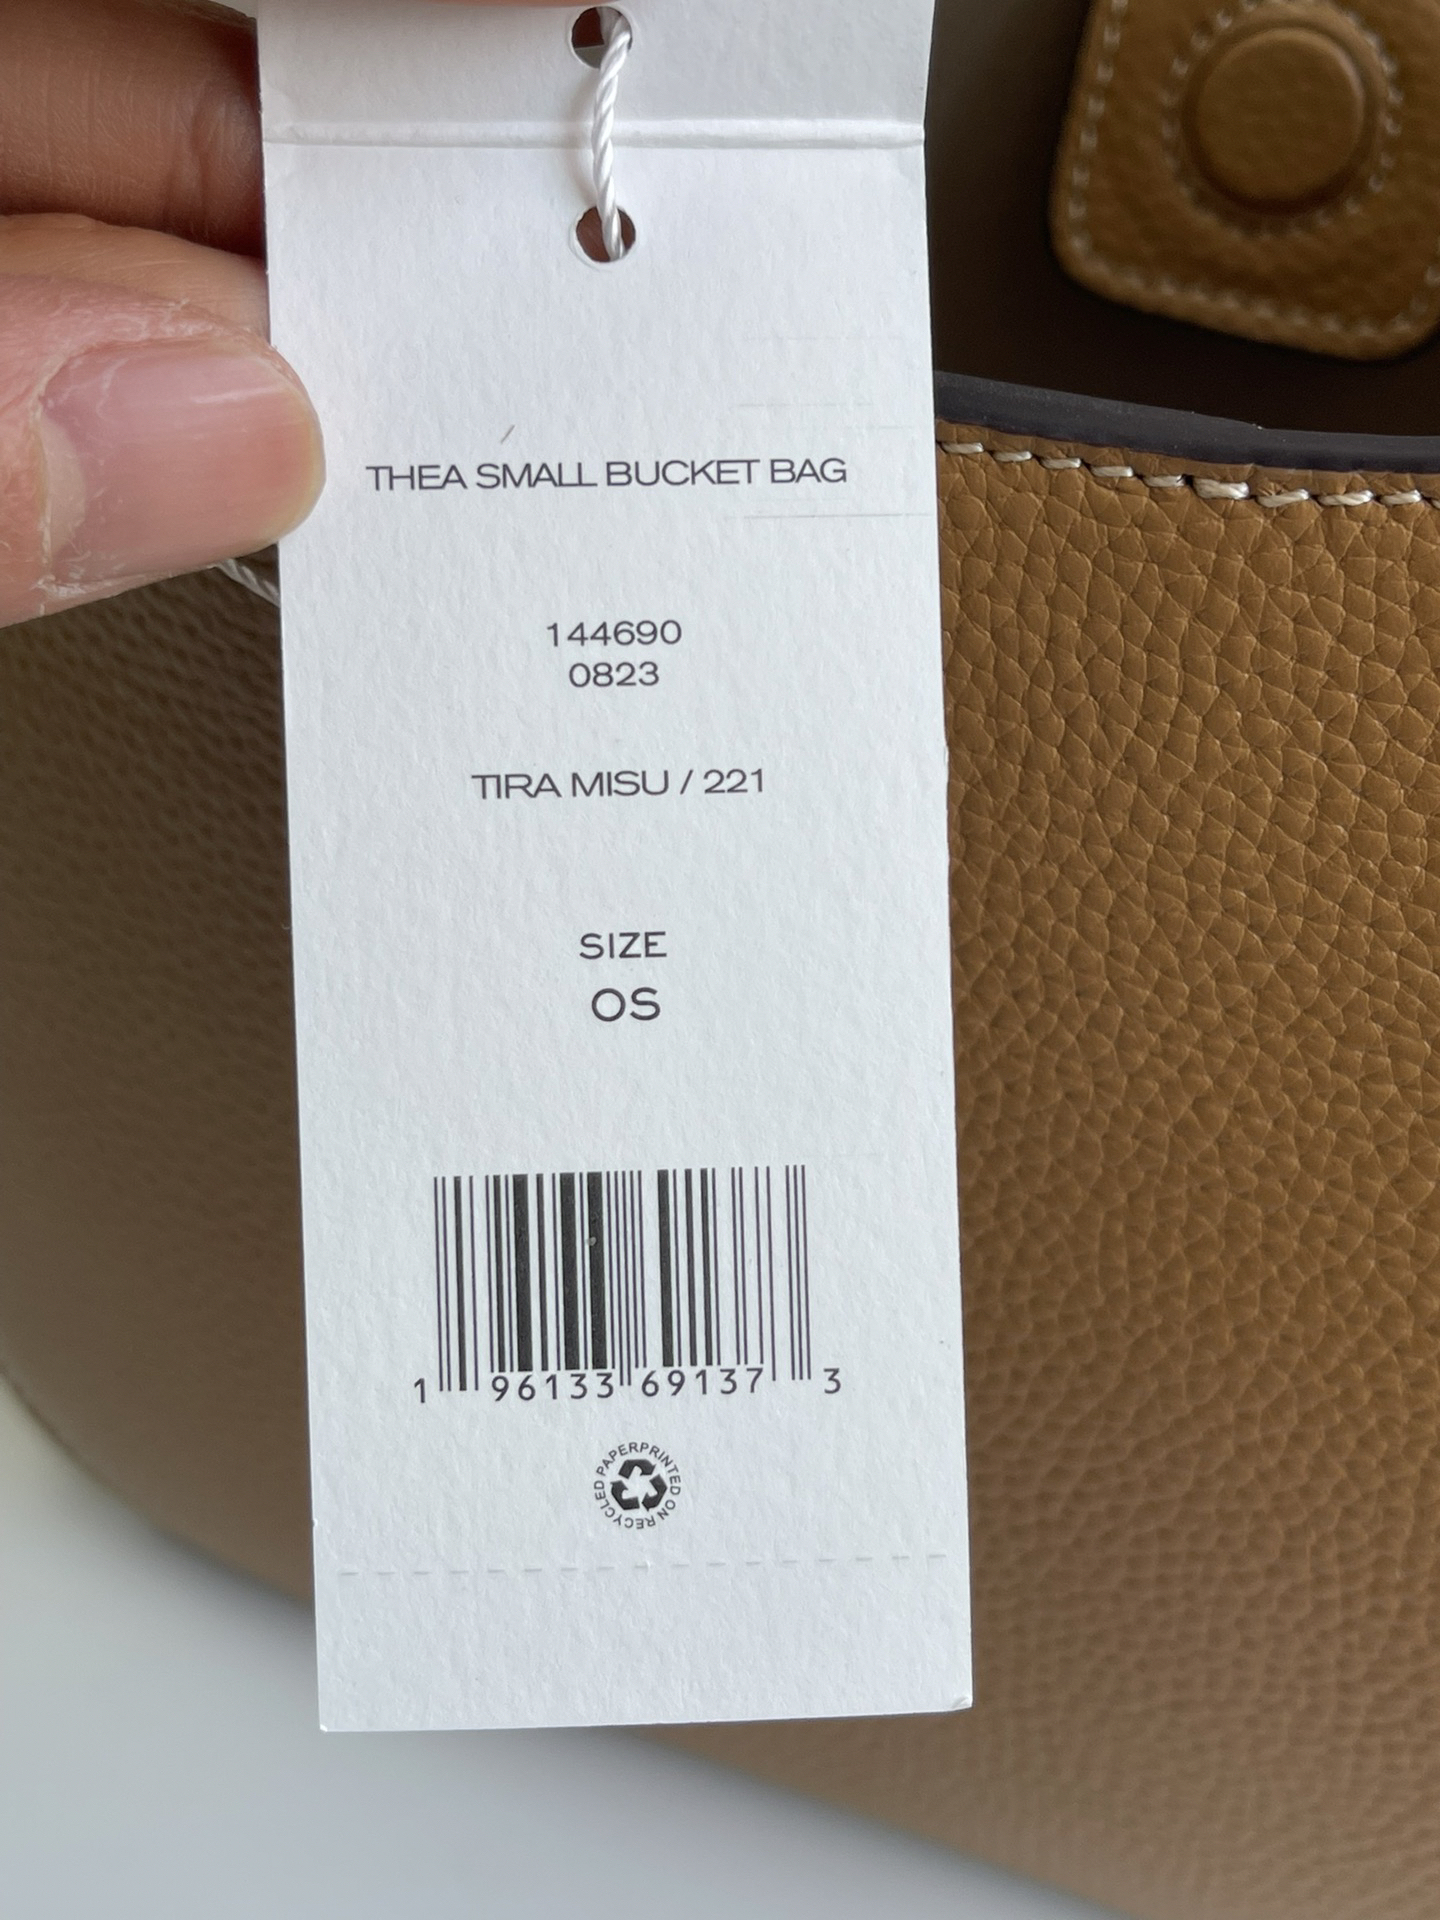 THEA SMALL BUCKET BAG
144690
0823
TIRA MISU / 221
SIZE
OS
1 96133 69137 3
PRINTED ON RECYCLED PAPER